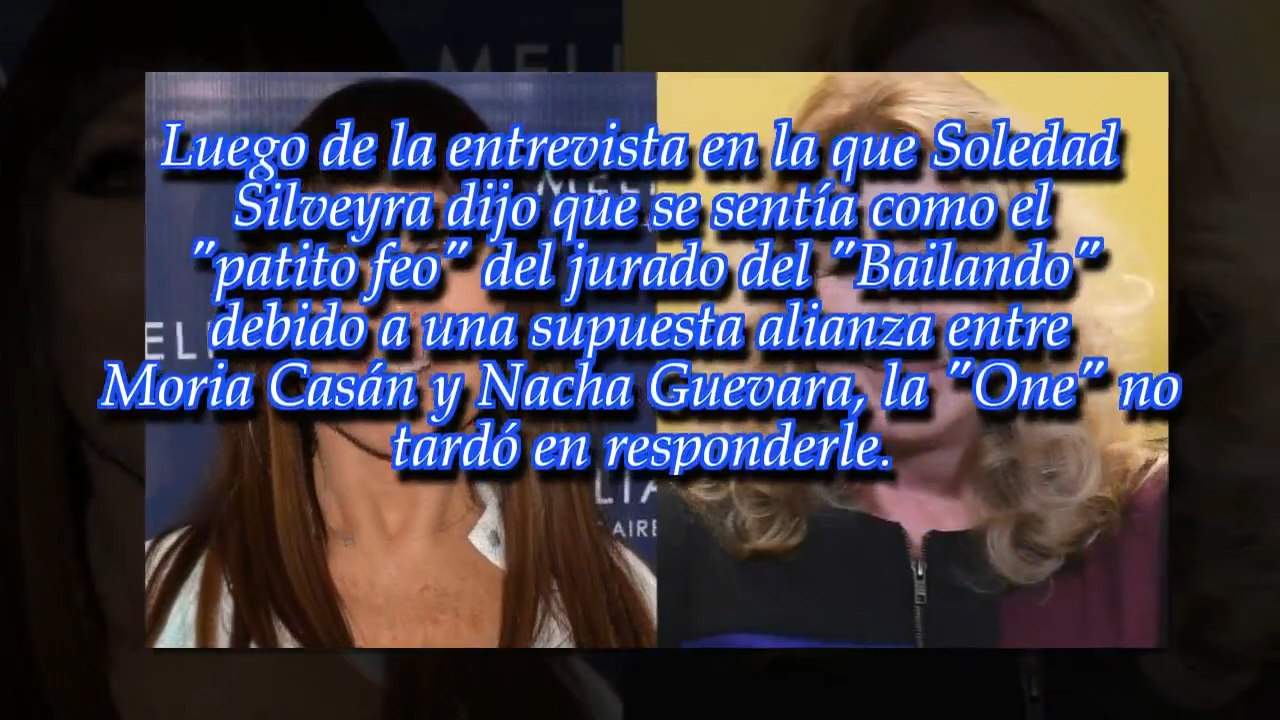 MELI
Luego de la entrevista en la que Soledad
Silveyra dijo que se sentía como el
"patito feo" del jurado del "Bailando"
debido a una supuesta alianza entre
Moria Casán y Nacha Guevara, la "One" no
tardó en responderle.